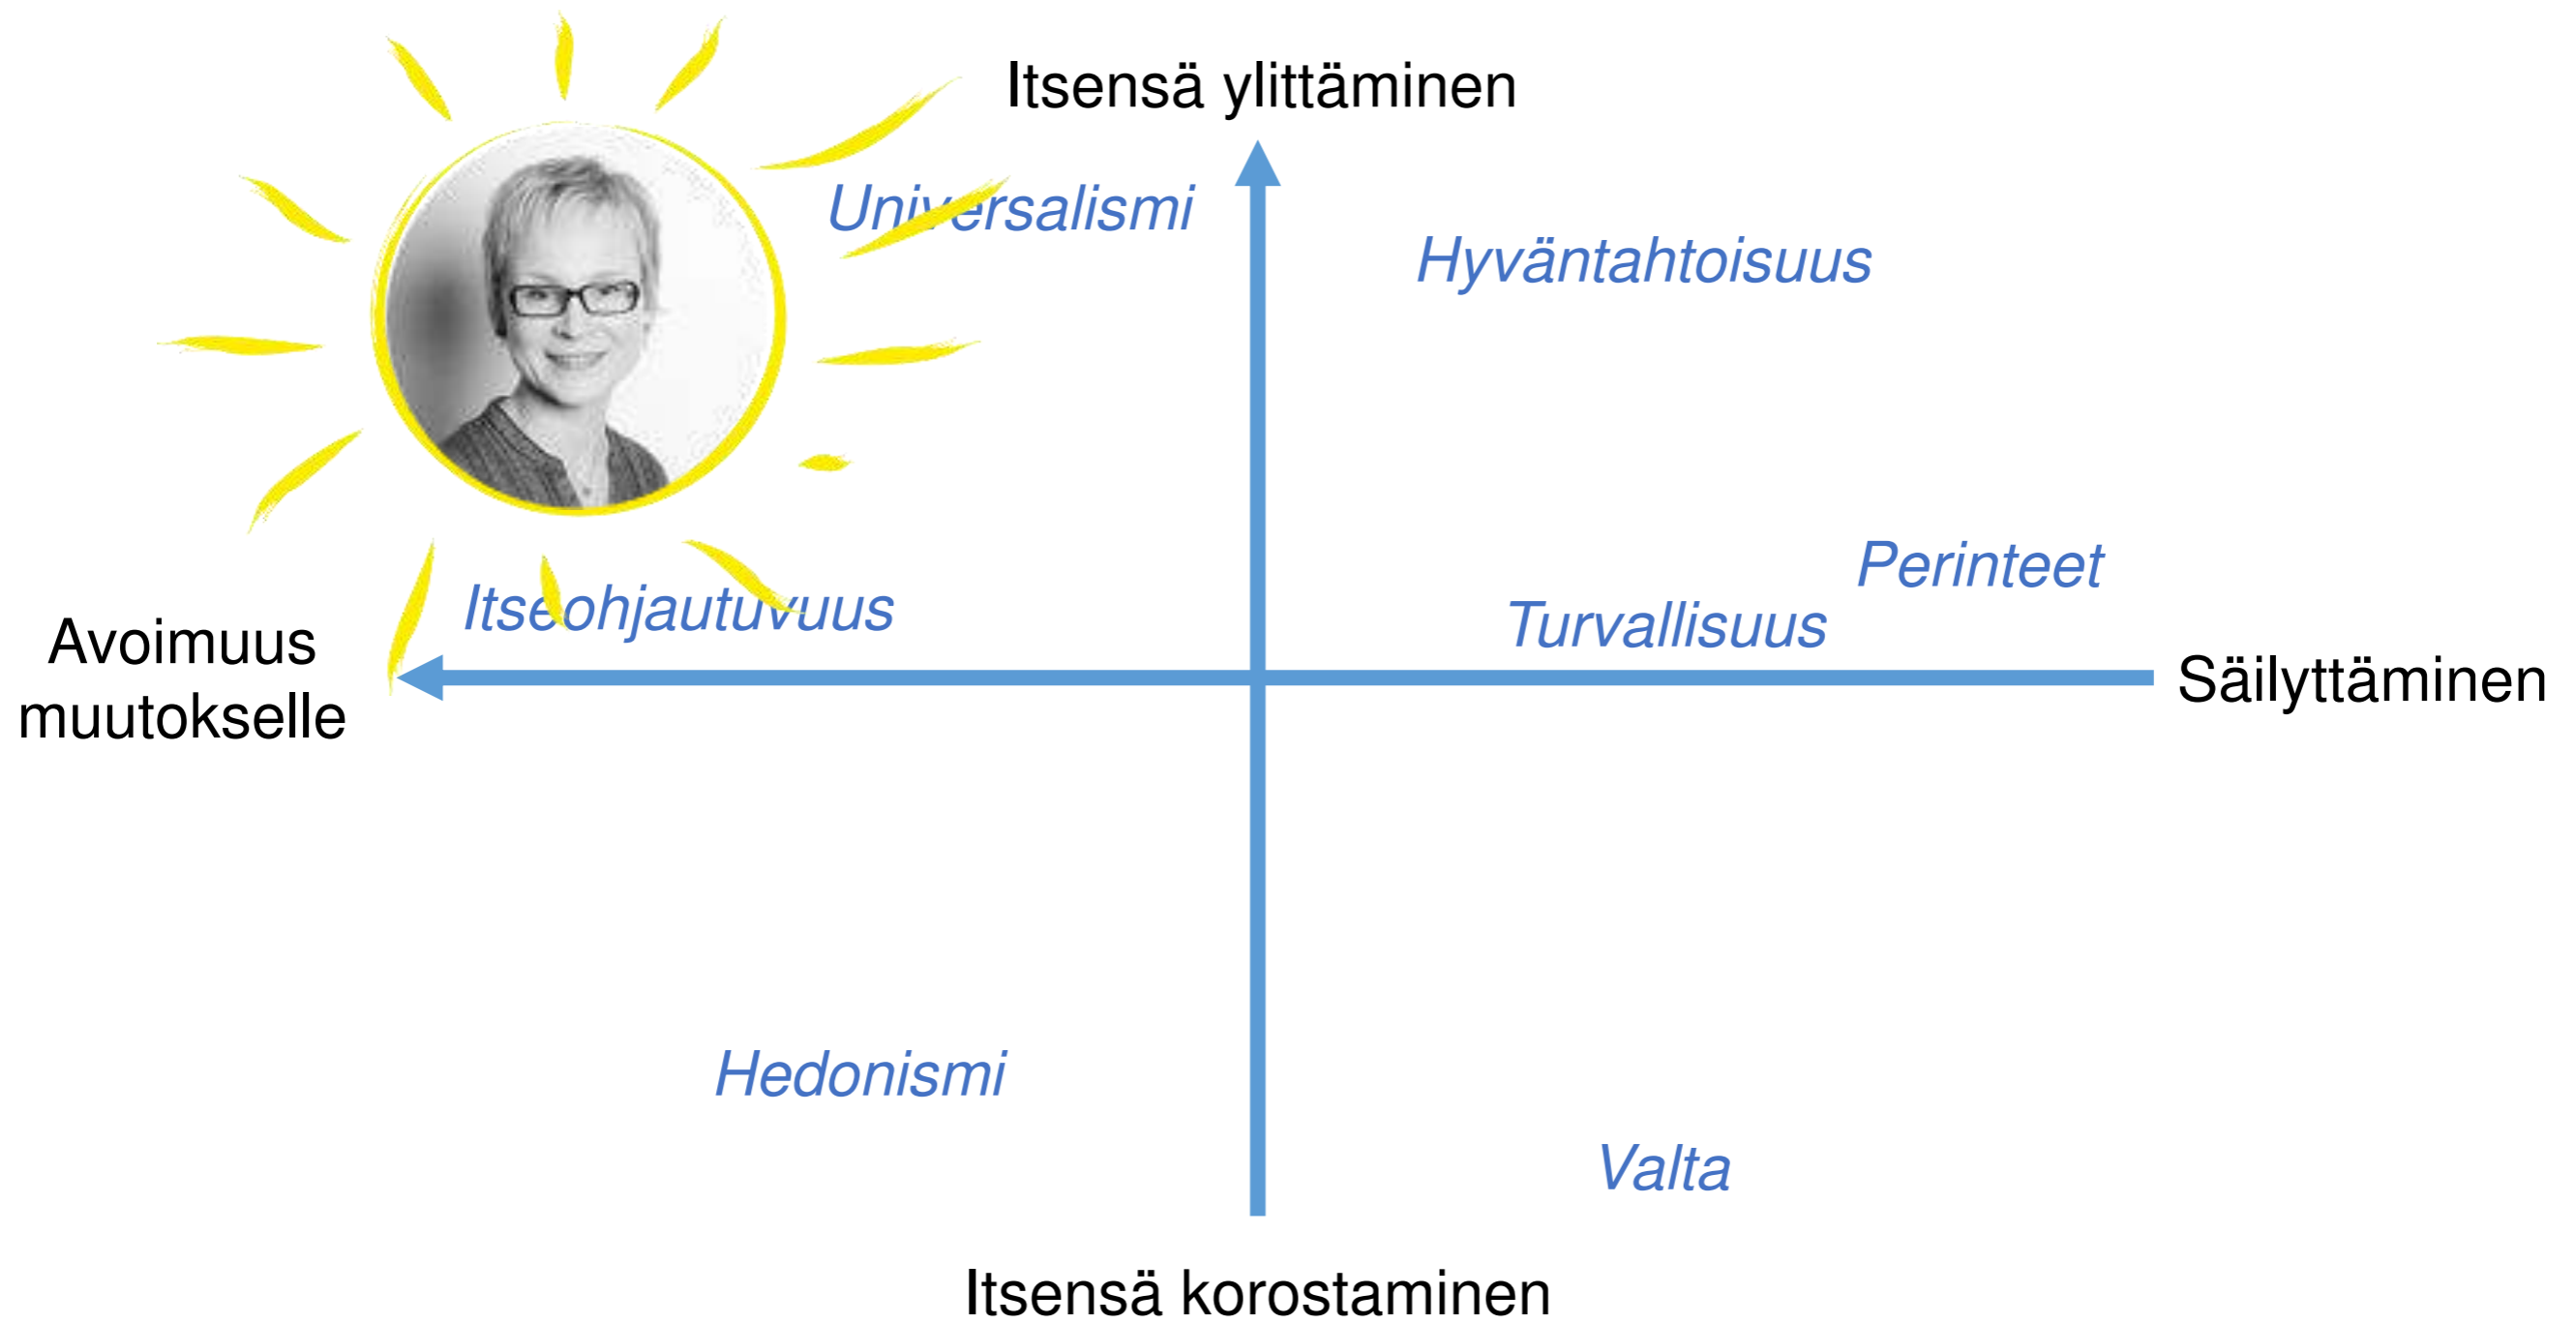 Itsensä ylittäminen
Universalismi
Hyväntahtoisuus
Perinteet
Itseohjautuvuus
Turvallisuus
Avoimuus
muutokselle
Säilyttäminen
Hedonismi
Valta
Itsensä korostaminen